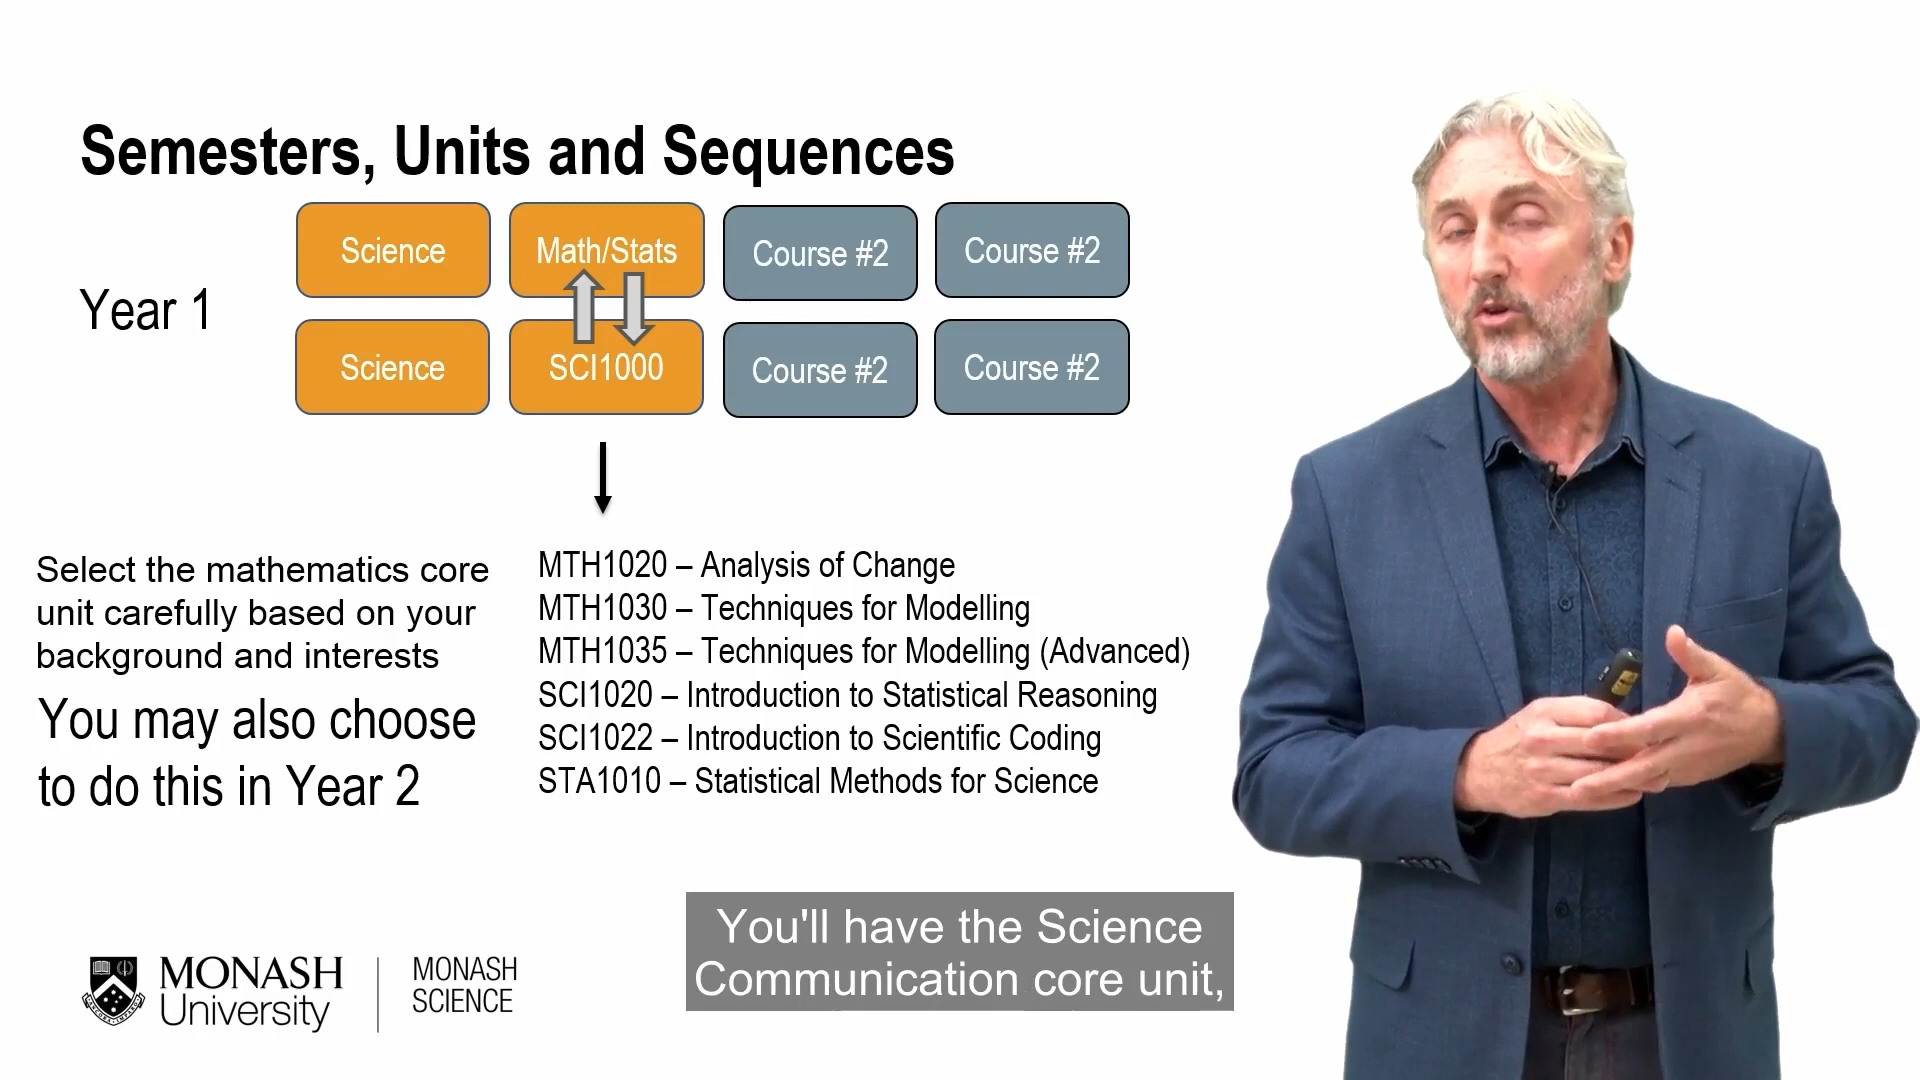 Semesters, Units and Sequences
Year 1
Science
Math/Stats
Course #2
Course #2
Science
SCI1000
Course #2
Course #2
Select the mathematics core
unit carefully based on your
background and interests
You may also choose
to do this in Year 2
MTH1020 – Analysis of Change
MTH1030 – Techniques for Modelling
MTH1035 – Techniques for Modelling (Advanced)
SCI1020 – Introduction to Statistical Reasoning
SCI1022 – Introduction to Scientific Coding
STA1010 – Statistical Methods for Science
You'll have the Science
Communication core unit,
MONASH
University
MONASH
SCIENCE